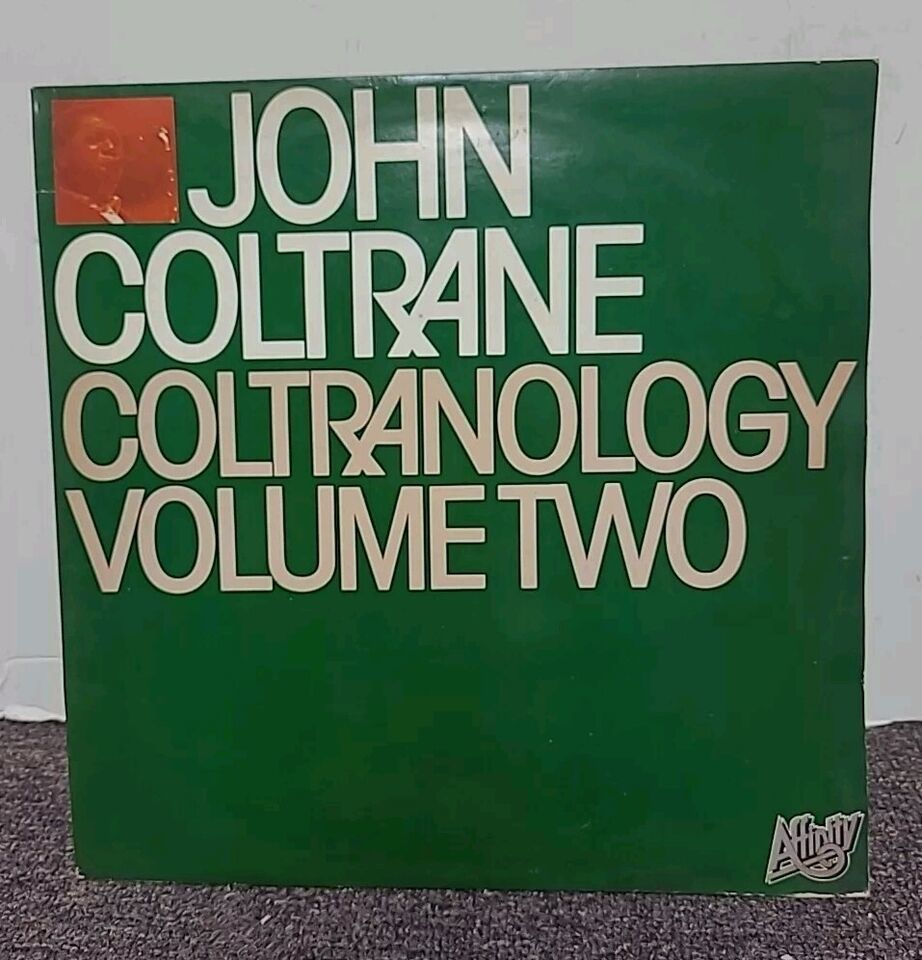 JOHN
COLTRANE
COLTRANOLOGY
VOLUME TWO
Affinity